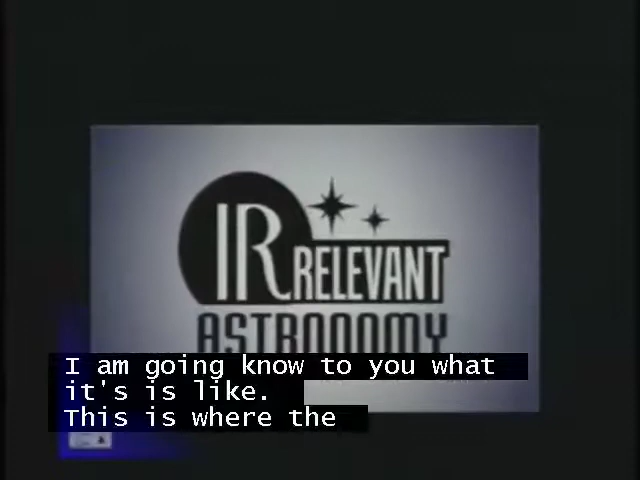 IRRELEVANT
ASTRONOMY
I am going know to you what
it's is like.
This is where the